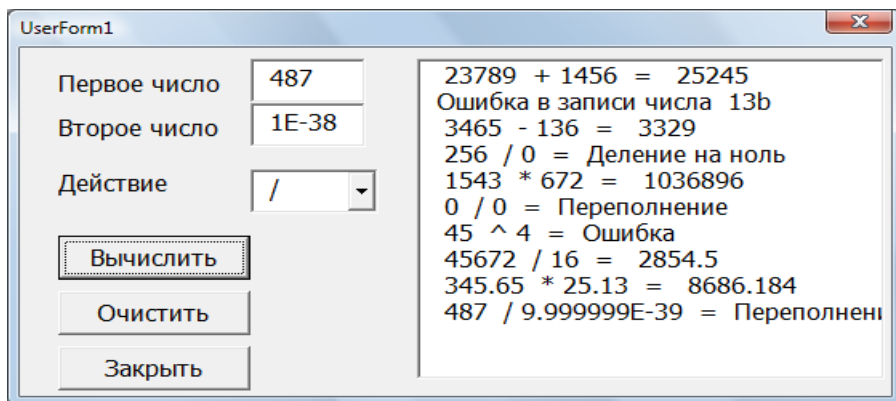 UserForm1
Первое число 487
Второе число 1E-38
Действие /
Вычислить
Очистить
Закрыть
23789 + 1456 = 25245
Ошибка в записи числа 13b
3465 - 136 = 3329
256 / 0 = Деление на ноль
1543 * 672 = 1036896
0 / 0 = Переполнение
45 ^ 4 = Ошибка
45672 / 16 = 2854.5
345.65 * 25.13 = 8686.184
487 / 9.999999E-39 = Переполнени